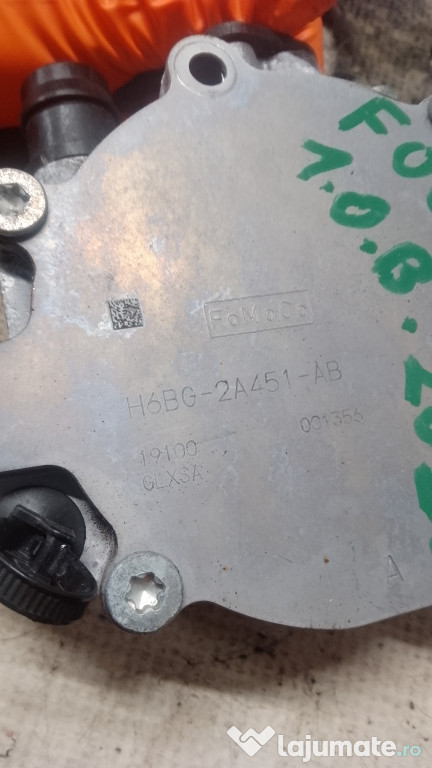 FoMoCo
H6BG-2A451-AB
19100 001356
GLXSA
A
1.0.B.
lajumate.ro